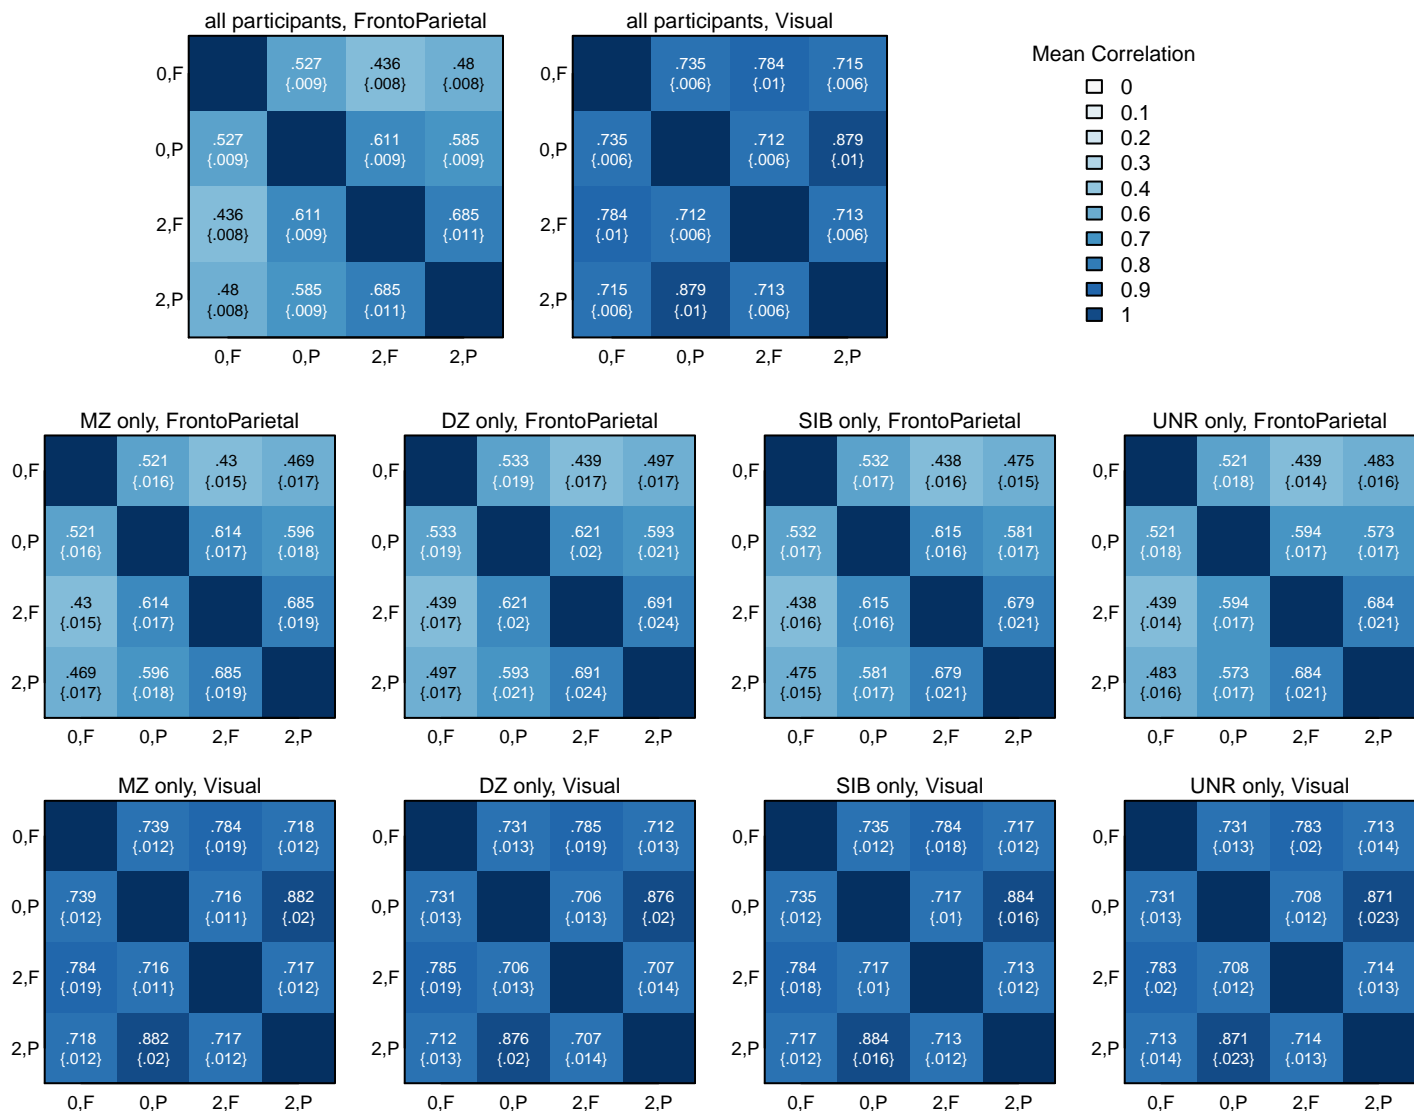 all participants, FrontoParietal
0,F .527 .436 .48
{.009} {.008} {.008}
0,P .527 .611 .585
{.009} {.009} {.009}
2,F .436 .611 .685
{.008} {.009} {.011}
2,P .48 .585 .685
{.008} {.009} {.011}
0,F 0,P 2,F 2,P
all participants, Visual
0,F .735 .784 .715
{.006} {.01} {.006}
0,P .735 .712 .879
{.006} {.006} {.01}
2,F .784 .712 .713
{.01} {.006} {.006}
2,P .715 .879 .713
{.006} {.01} {.006}
0,F 0,P 2,F 2,P
Mean Correlation
0
0.1
0.2
0.3
0.4
0.6
0.7
0.8
0.9
1
MZ only, FrontoParietal
0,F .521 .43 .469
{.016} {.015} {.017}
0,P .521 .614 .596
{.016} {.017} {.018}
2,F .43 .614 .685
{.015} {.017} {.019}
2,P .469 .596 .685
{.017} {.018} {.019}
0,F 0,P 2,F 2,P
DZ only, FrontoParietal
0,F .533 .439 .497
{.019} {.017} {.017}
0,P .533 .621 .593
{.019} {.02} {.021}
2,F .439 .621 .691
{.017} {.02} {.024}
2,P .497 .593 .691
{.017} {.021} {.024}
0,F 0,P 2,F 2,P
SIB only, FrontoParietal
0,F .532 .438 .475
{.017} {.016} {.015}
0,P .532 .615 .581
{.017} {.016} {.017}
2,F .438 .615 .679
{.016} {.016} {.021}
2,P .475 .581 .679
{.015} {.017} {.021}
0,F 0,P 2,F 2,P
UNR only, FrontoParietal
0,F .521 .439 .483
{.018} {.014} {.016}
0,P .521 .594 .573
{.018} {.017} {.017}
2,F .439 .594 .684
{.014} {.017} {.021}
2,P .483 .573 .684
{.016} {.017} {.021}
0,F 0,P 2,F 2,P
MZ only, Visual
0,F .739 .784 .718
{.012} {.019} {.012}
0,P .739 .716 .882
{.012} {.011} {.02}
2,F .784 .716 .717
{.019} {.011} {.012}
2,P .718 .882 .717
{.012} {.02} {.012}
0,F 0,P 2,F 2,P
DZ only, Visual
0,F .731 .785 .712
{.013} {.019} {.013}
0,P .731 .706 .876
{.013} {.013} {.02}
2,F .785 .706 .707
{.019} {.013} {.014}
2,P .712 .876 .707
{.013} {.02} {.014}
0,F 0,P 2,F 2,P
SIB only, Visual
0,F .735 .784 .717
{.012} {.018} {.012}
0,P .735 .717 .884
{.012} {.01} {.016}
2,F .784 .717 .713
{.018} {.01} {.012}
2,P .717 .884 .713
{.012} {.016} {.012}
0,F 0,P 2,F 2,P
UNR only, Visual
0,F .731 .783 .713
{.013} {.02} {.014}
0,P .731 .708 .871
{.013} {.012} {.023}
2,F .783 .708 .714
{.02} {.012} {.013}
2,P .713 .871 .714
{.014} {.023} {.013}
0,F 0,P 2,F 2,P